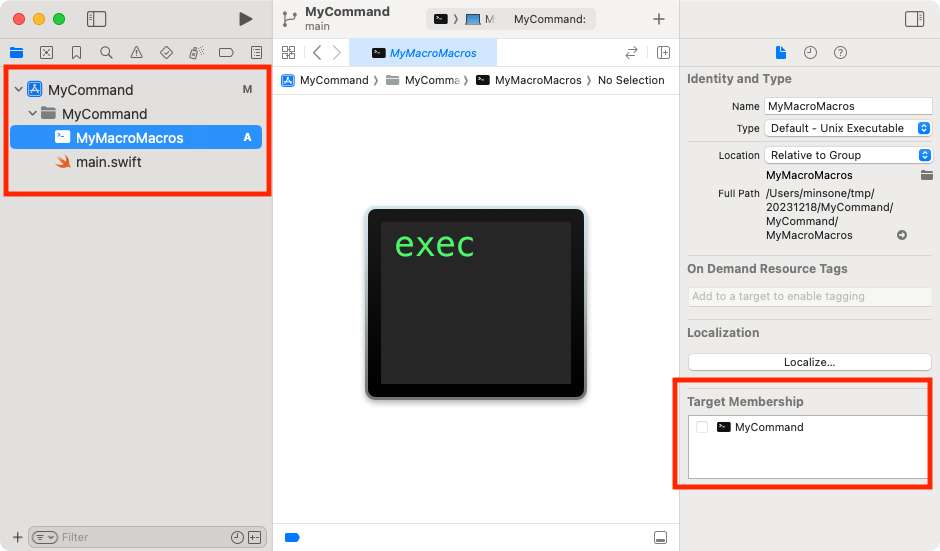 MyCommand
main
M
MyCommand:
MyMacroMacros
MyCommand
M
MyCommand
MyMacroMacros
A
main.swift
Filter
MyCommand
MyComma
MyMacroMacros
No Selection
exec
Identity and Type
Name
MyMacroMacros
Type
Default - Unix Executable
Location
Relative to Group
MyMacroMacros
Full Path
/Users/minsone/tmp/
20231218/MyCommand/
MyCommand/
MyMacroMacros
On Demand Resource Tags
Add to a target to enable tagging
Localization
Localize...
Target Membership
MyCommand